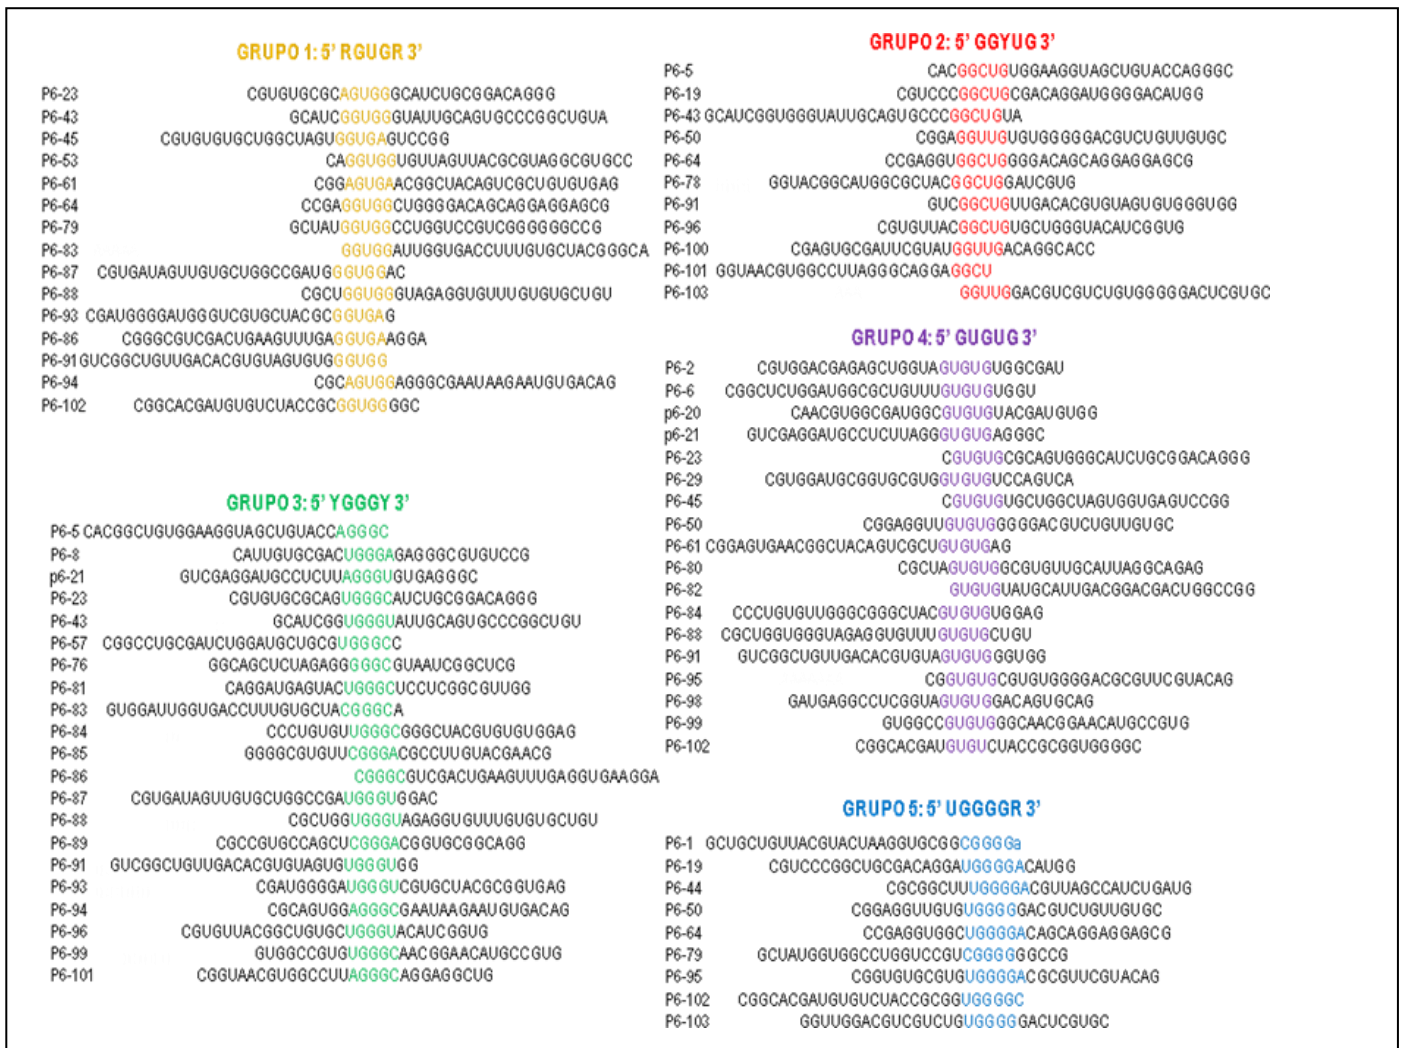 GRUPO 1: 5' RGUGR 3'
P6-23 CGUGUGCGCAGUGGGCAUCUGCGGACAGGG
P6-43 GCAUCGGUGGGUAUUGCAGUGCCCGGCUGUA
P6-45 CGUGUGUGCUGGCUAGUGGUGAGUCCGG
P6-53 CAGGUGGUGUUAGUUACGCGUAGGCGUGCC
P6-61 CGGAGUGAACGGCUACAGUCGCUGUGUGAG
P6-64 CCGAGGUGGCUGGGGACAGCAGGAGGAGCG
P6-79 GCUAUGGUGGCCUGGUCCGUCGGGGGGCCG
P6-83 GGUGGAUUGGUGACCUUUGUGCUACGGGCA
P6-87 CGUGAUAGUUGUGCUGGCCGAUGGGUGGAC
P6-88 CGCUGGUGGGUAGAGGUGUUUGUGUGCUGU
P6-93 CGAUGGGGAUGGGUCGUGCUACGCGGUGAG
P6-86 CGGGCGUCGACUGAAGUUUGAGGUGAAGGA
P6-91 GUCGGCUGUUGACACGUGUAGUGUGGGUGG
P6-94 CGCAGUGGAGGGCGAAUAAGAAUGUGACAG
P6-102 CGGCACGAUGUGUCUACCGCGGUGGGGC
GRUPO 2: 5' GGYUG 3'
P6-5 CACGGCUGUGGAAGGUAGCUGUACCAGGGC
P6-19 CGUCCCGGCUGCGACAGGAUGGGGACAUGG
P6-43 GCAUCGGUGGGUAUUGCAGUGCCCGGCUGUA
P6-50 CGGAGGUUGUGUGGGGGACGUCUGUUGUGC
P6-64 CCGAGGUGGCUGGGGACAGCAGGAGGAGCG
P6-78 GGUACGGCAUGGCGCUACGGCUGGAUCGUG
P6-91 GUCGGCUGUUGACACGUGUAGUGUGGGUGG
P6-96 CGUGUUACGGCUGUGCUGGGUACAUCGGUG
P6-100 CGAGUGCGAUUCGUAUGGUUGACAGGCACC
P6-101 GGUAACGUGGCCUUAGGGCAGGAGGCU
P6-103 GGUUGGACGUCGUCUGUGGGGGACUCGUGC
GRUPO 3: 5' YGGGY 3'
P6-5 CACGGCUGUGGAAGGUAGCUGUACCAGGGC
P6-8 CAUUGUGCGACUGGGAGAGGGCGUGUCCG
p6-21 GUCGAGGAUGCCUCUUAGGGUGUGAGGGC
P6-23 CGUGUGCGCAGUGGGCAUCUGCGGACAGGG
P6-43 GCAUCGGUGGGUAUUGCAGUGCCCGGCUGU
P6-57 CGGCCUGCGAUCUGGAUGCUGCGUGGGCC
P6-76 GGCAGCUCUAGAGGGGGCGUAAUCGGCUCG
P6-81 CAGGAUGAGUACUGGGCUCCUCGGCGUUGG
P6-83 GUGGAUUGGUGACCUUUGUGCUACGGGCA
P6-84 CCCUGUGUUGGGCGGGCUACGUGUGUGGAG
P6-85 GGGGCGUGUUCGGGACGCCUUGUACGAACG
P6-86 CGGGCGUCGACUGAAGUUUGAGGUGAAGGA
P6-87 CGUGAUAGUUGUGCUGGCCGAUGGGUGGAC
P6-88 CGCUGGUGGGUAGAGGUGUUUGUGUGCUGU
P6-89 CGCCGUGCCAGCUCGGGACGGUGCGGCAGG
P6-91 GUCGGCUGUUGACACGUGUAGUGUGGGUGG
P6-93 CGAUGGGGAUGGGUCGUGCUACGCGGUGAG
P6-94 CGCAGUGGAGGGCGAAUAAGAAUGUGACAG
P6-96 CGUGUUACGGCUGUGCUGGGUACAUCGGUG
P6-99 GUGGCCGUGUGGGCAACGGAACAUGCCGUG
P6-101 CGGUAACGUGGCCUUAGGGCAGGAGGCUG
GRUPO 4: 5' GUGUG 3'
P6-2 CGUGGACGAGAGCUGGUAGUGUGUGGCGAU
P6-6 CGGCUCUGGAUGGCGCUGUUUGUGUGUGGU
p6-20 CAACGUGGCGAUGGCGUGUGUACGAUGUGG
p6-21 GUCGAGGAUGCCUCUUAGGGUGUGAGGGC
P6-23 CGUGUGCGCAGUGGGCAUCUGCGGACAGGG
P6-29 CGUGGAUGCGGUGCGUGGUGUGUCCAGUCA
P6-45 CGUGUGUGCUGGCUAGUGGUGAGUCCGG
P6-50 CGGAGGUUGUGUGGGGGACGUCUGUUGUGC
P6-61 CGGAGUGAACGGCUACAGUCGCUGUGUGAG
P6-80 CGCUAGUGUGGCGUGUUGCAUUAGGCAGAG
P6-82 GUGUGUAUGCAUUGACGGACGACUGGCCGG
P6-84 CCCUGUGUUGGGCGGGCUACGUGUGUGGAG
P6-88 CGCUGGUGGGUAGAGGUGUUUGUGUGCUGU
P6-91 GUCGGCUGUUGACACGUGUAGUGUGGGUGG
P6-95 CGGUGUGCGUGUGGGGACGCGUUCGUACAG
P6-98 GAUGAGGCCUCGGUAGUGUGGACAGUGCAG
P6-99 GUGGCCGUGUGGGCAACGGAACAUGCCGUG
P6-102 CGGCACGAUGUGUCUACCGCGGUGGGGC
GRUPO 5: 5' UGGGGR 3'
P6-1 GCUGCUGUUACGUACUAAGGUGCGGCGGGGa
P6-19 CGUCCCGGCUGCGACAGGAUGGGGACAUGG
P6-44 CGCGGCUUUGGGGACGUUAGCCAUCUGAUG
P6-50 CGGAGGUUGUGUGGGGGACGUCUGUUGUGC
P6-64 CCGAGGUGGCUGGGGACAGCAGGAGGAGCG
P6-79 GCUAUGGUGGCCUGGUCCGUCGGGGGGCCG
P6-95 CGGUGUGCGUGUGGGGACGCGUUCGUACAG
P6-102 CGGCACGAUGUGUCUACCGCGGUGGGGC
P6-103 GGUUGGACGUCGUCUGUGGGGGACUCGUGC